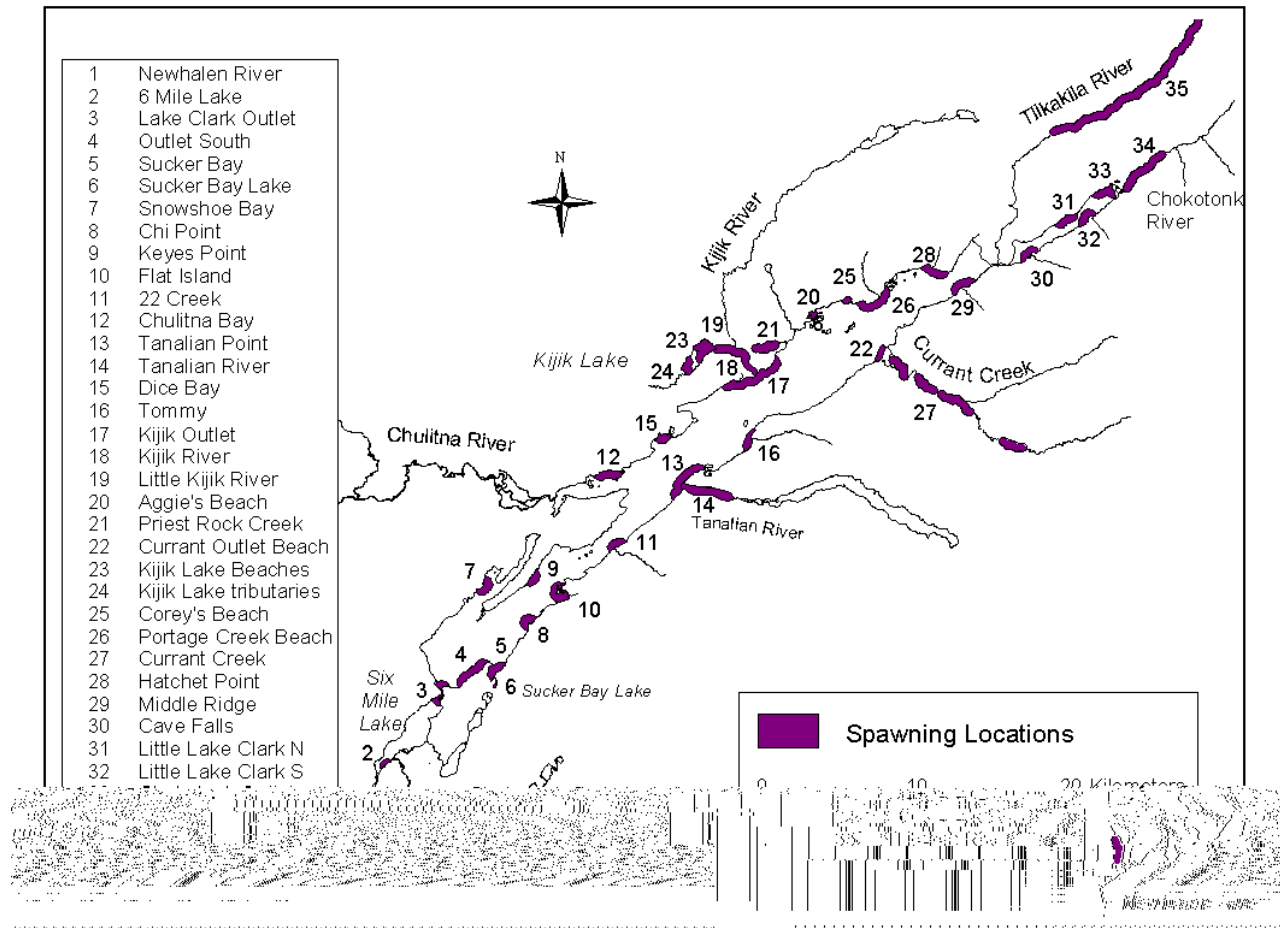 1 Newhalen River
2 6 Mile Lake
3 Lake Clark Outlet
4 Outlet South
5 Sucker Bay
6 Sucker Bay Lake
7 Snowshoe Bay
8 Chi Point
9 Keyes Point
10 Flat Island
11 22 Creek
12 Chulitna Bay
13 Tanalian Point
14 Tanalian River
15 Dice Bay
16 Tommy
17 Kijik Outlet
18 Kijik River
19 Little Kijik River
20 Aggie's Beach
21 Priest Rock Creek
22 Currant Outlet Beach
23 Kijik Lake Beaches
24 Kijik Lake tributaries
25 Corey's Beach
26 Portage Creek Beach
27 Currant Creek
28 Hatchet Point
29 Middle Ridge
30 Cave Falls
31 Little Lake Clark N
32 Little Lake Clark S
N
Tlikakila River
35
34
33
Chokotonk
River
31
32
30
Kijik River
28
25
26
29
20
19
21
23
Kijik Lake
24
18
17
22
Currant Creek
27
15
Chulitna River
12
16
13
14
Tanalian River
11
7
9
10
8
5
4
Six
Mile
Lake
3
6
Sucker Bay Lake
2
Spawning Locations
0 10 20 Kilometers